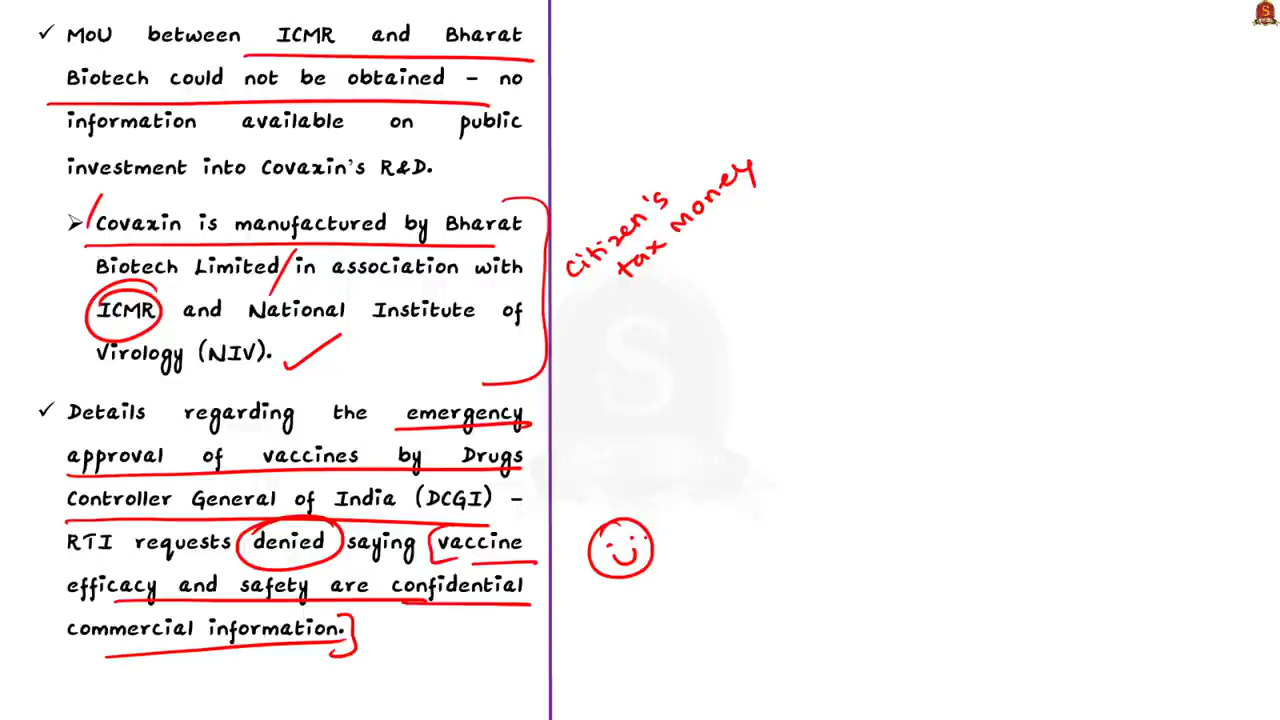 ✓ MoU between ICMR and Bharat
Biotech could not be obtained – no
information available on public
investment into Covaxin's R&D.
➢ Covaxin is manufactured by Bharat
Biotech Limited in association with
ICMR and National Institute of
Virology (NIV).
✓ Details regarding the emergency
approval of vaccines by Drugs
Controller General of India (DCGI) –
RTI requests denied saying vaccine
efficacy and safety are confidential
commercial information.
Citizen's
tax money
S
S